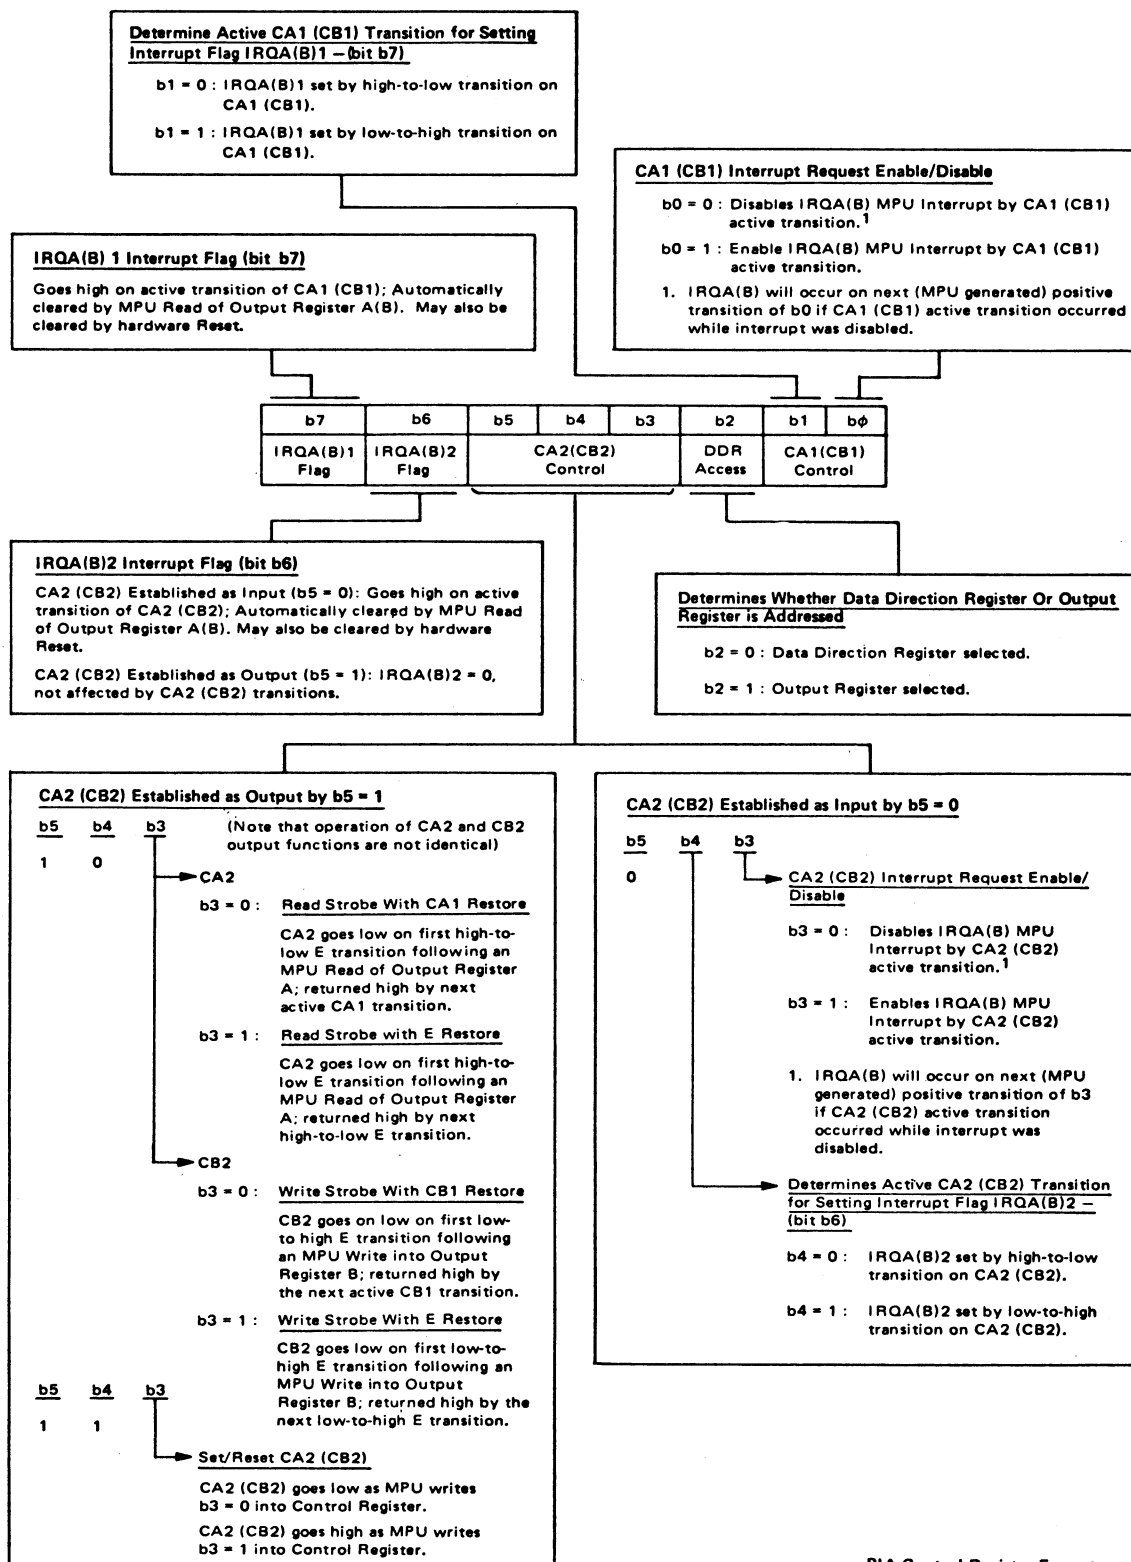 Determine Active CA1 (CB1) Transition for Setting
Interrupt Flag IRQA(B)1 – (bit b7)
b1 = 0 : IRQA(B)1 set by high-to-low transition on
CA1 (CB1).
b1 = 1 : IRQA(B)1 set by low-to-high transition on
CA1 (CB1).
CA1 (CB1) Interrupt Request Enable/Disable
b0 = 0 : Disables IRQA(B) MPU Interrupt by CA1 (CB1)
active transition.1
b0 = 1 : Enable IRQA(B) MPU Interrupt by CA1 (CB1)
active transition.
1. IRQA(B) will occur on next (MPU generated) positive
transition of b0 if CA1 (CB1) active transition occurred
while interrupt was disabled.
IRQA(B) 1 Interrupt Flag (bit b7)
Goes high on active transition of CA1 (CB1); Automatically
cleared by MPU Read of Output Register A(B). May also be
cleared by hardware Reset.
b7 b6 b5 b4 b3 b2 b1 bϕ
IRQA(B)1 IRQA(B)2 CA2(CB2) DDR CA1(CB1)
Flag Flag Control Access Control
IRQA(B)2 Interrupt Flag (bit b6)
CA2 (CB2) Established as Input (b5 = 0): Goes high on active
transition of CA2 (CB2); Automatically cleared by MPU Read
of Output Register A(B). May also be cleared by hardware
Reset.
CA2 (CB2) Established as Output (b5 = 1): IRQA(B)2 = 0,
not affected by CA2 (CB2) transitions.
Determines Whether Data Direction Register Or Output
Register is Addressed
b2 = 0 : Data Direction Register selected.
b2 = 1 : Output Register selected.
CA2 (CB2) Established as Output by b5 = 1
b5 b4 b3 (Note that operation of CA2 and CB2
output functions are not identical)
1 0
CA2
b3 = 0 : Read Strobe With CA1 Restore
CA2 goes low on first high-to-
low E transition following an
MPU Read of Output Register
A; returned high by next
active CA1 transition.
b3 = 1 : Read Strobe with E Restore
CA2 goes low on first high-to-
low E transition following an
MPU Read of Output Register
A; returned high by next
high-to-low E transition.
CB2
b3 = 0 : Write Strobe With CB1 Restore
CB2 goes on low on first low-
to high E transition following
an MPU Write into Output
Register B; returned high by
the next active CB1 transition.
b3 = 1 : Write Strobe With E Restore
CB2 goes low on first low-to-
high E transition following an
MPU Write into Output
Register B; returned high by the
next low-to-high E transition.
b5 b4 b3
1 1
Set/Reset CA2 (CB2)
CA2 (CB2) goes low as MPU writes
b3 = 0 into Control Register.
CA2 (CB2) goes high as MPU writes
b3 = 1 into Control Register.
CA2 (CB2) Established as Input by b5 = 0
b5 b4 b3
0
CA2 (CB2) Interrupt Request Enable/
Disable
b3 = 0 : Disables IRQA(B) MPU
Interrupt by CA2 (CB2)
active transition.1
b3 = 1 : Enables IRQA(B) MPU
Interrupt by CA2 (CB2)
active transition.
1. IRQA(B) will occur on next (MPU
generated) positive transition of b3
if CA2 (CB2) active transition
occurred while interrupt was
disabled.
Determines Active CA2 (CB2) Transition
for Setting Interrupt Flag IRQA(B)2 –
(bit b6)
b4 = 0 : IRQA(B)2 set by high-to-low
transition on CA2 (CB2).
b4 = 1 : IRQA(B)2 set by low-to-high
transition on CA2 (CB2).